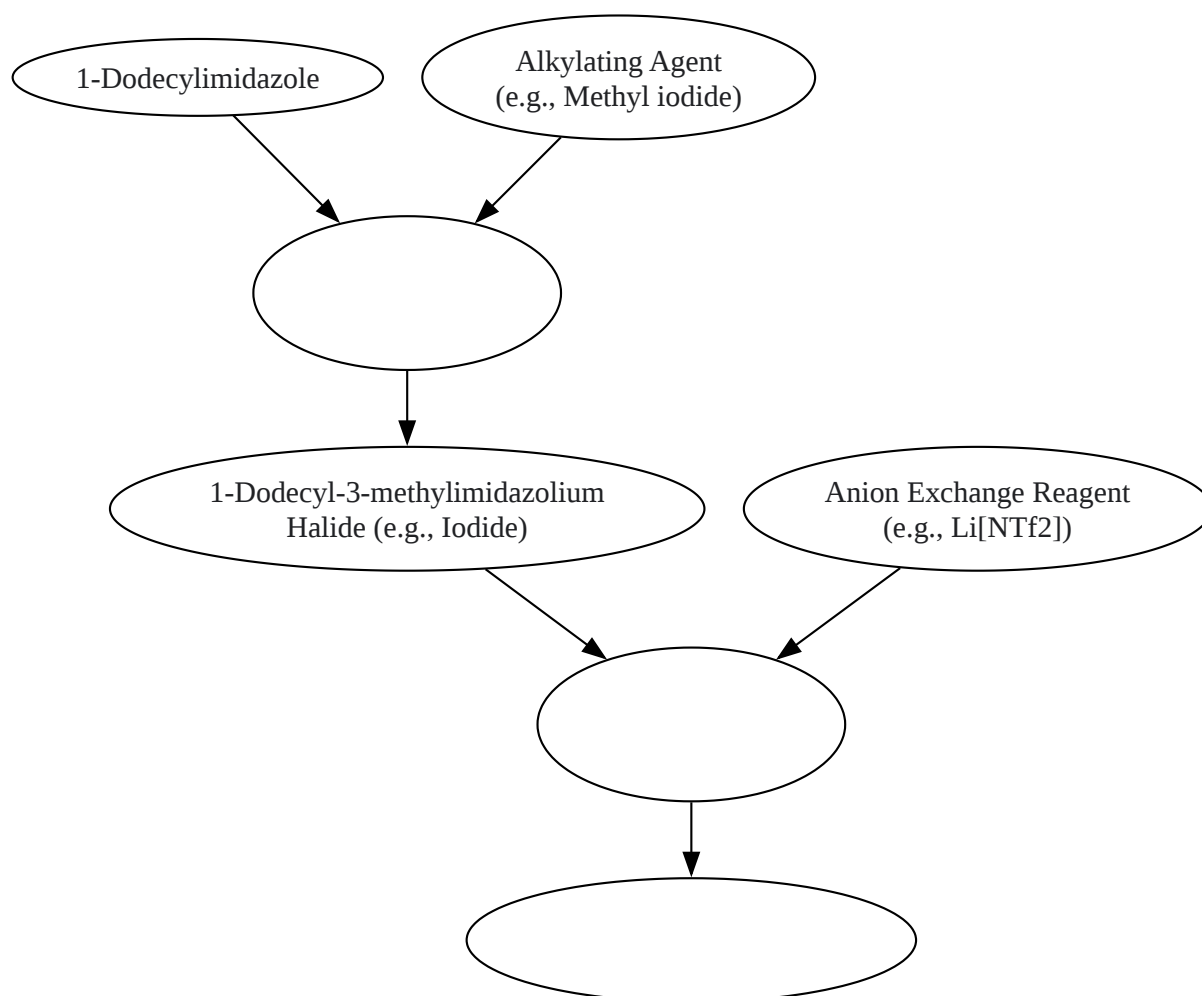 1-Dodecylimidazole
Alkylating Agent
(e.g., Methyl iodide)
1-Dodecyl-3-methylimidazolium
Halide (e.g., Iodide)
Anion Exchange Reagent
(e.g., Li[NTf2])